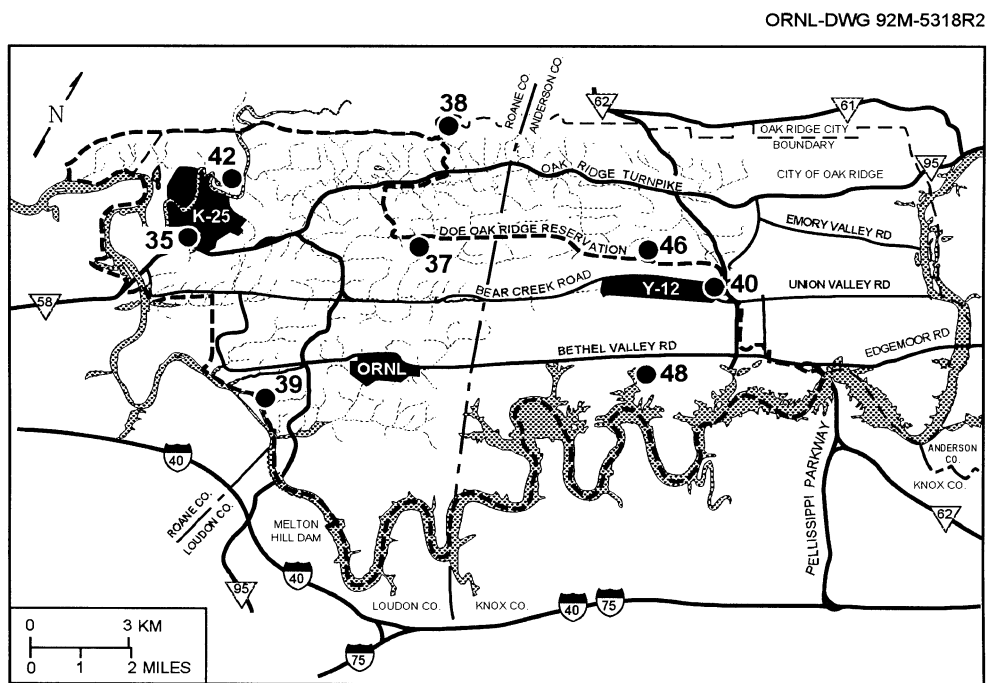 ORNL-DWG 92M-5318R2
N
38
ROANE CO.
ANDERSON CO.
62
61
OAK RIDGE CITY
BOUNDARY
95
CITY OF OAK RIDGE
42
OAK RIDGE TURNPIKE
K-25
EMORY VALLEY RD
35
37
DOE OAK RIDGE RESERVATION
46
BEAR CREEK ROAD
Y-12
40
UNION VALLEY RD
58
BETHEL VALLEY RD
EDGEMOOR RD
ORNL
39
48
40
ANDERSON
CO.
KNOX CO.
ROANE CO.
LOUDON CO.
MELTON
HILL DAM
PELLISSIPPI PARKWAY
62
95
40
LOUDON CO.
KNOX CO.
40
75
75
0 3 KM
0 1 2 MILES